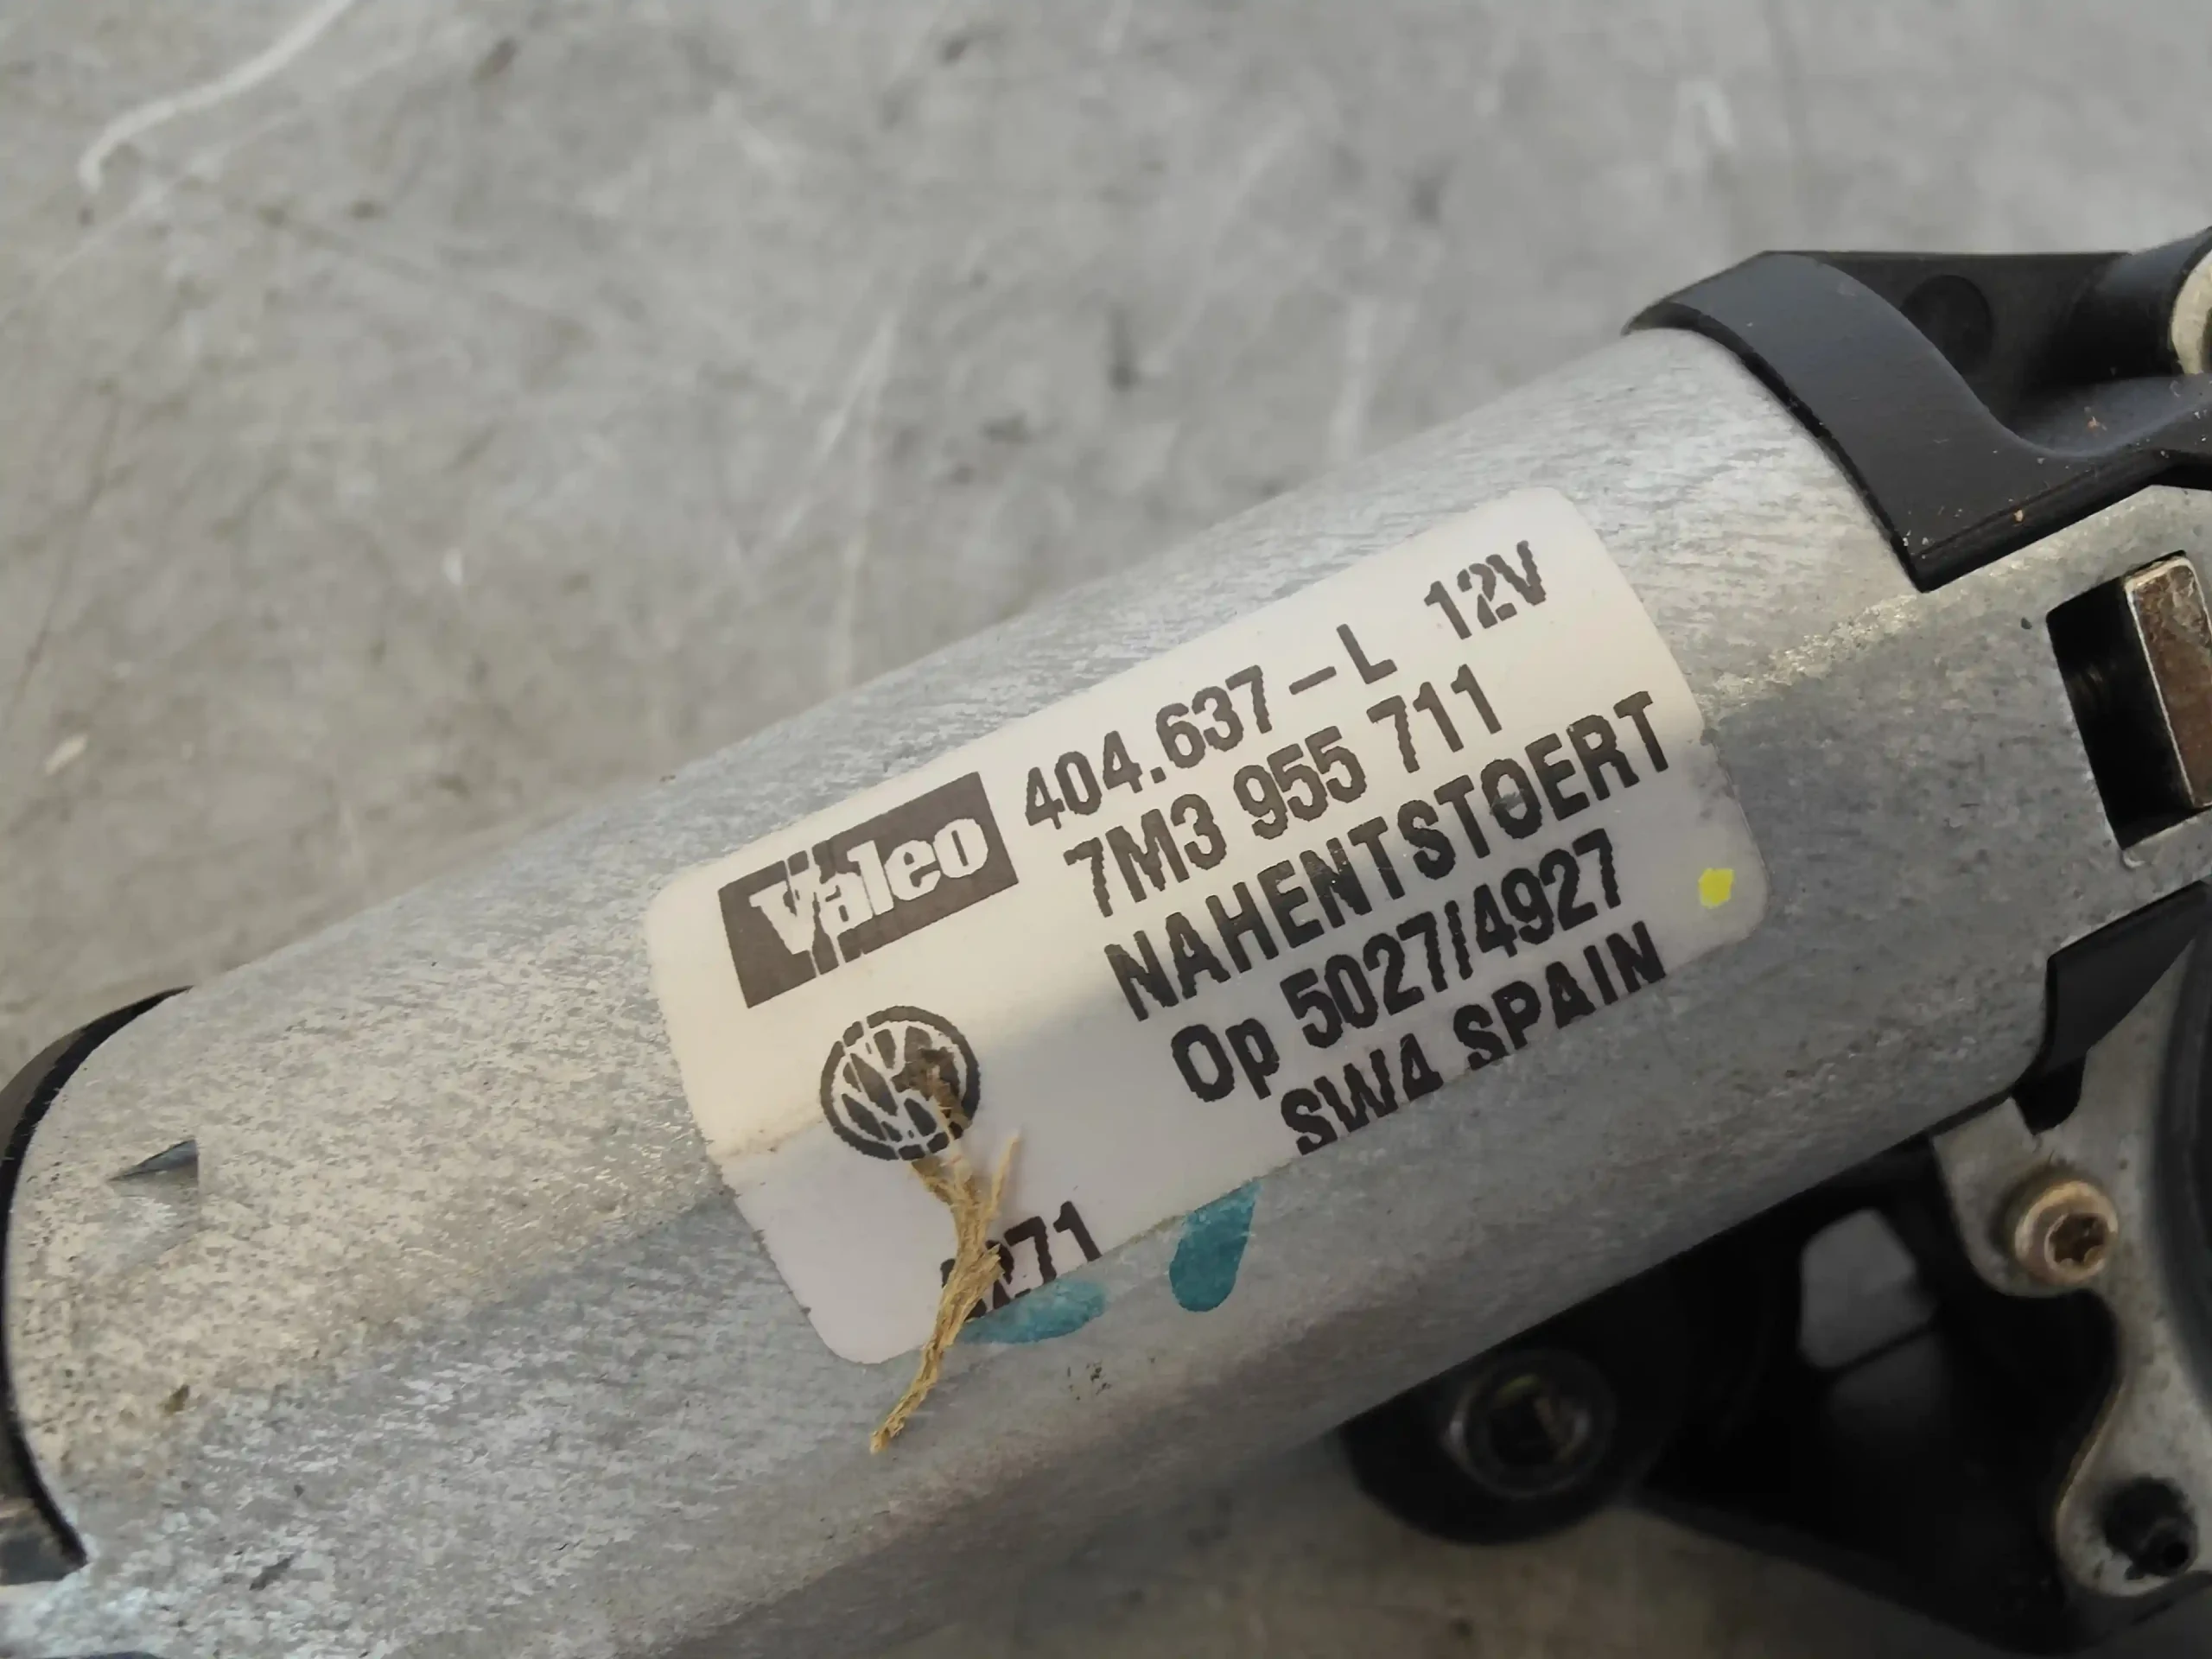 Valeo
404.637-L 12V
7M3 955 711
NAHENTSTOERT
Op 5027/4927
SW4 SPAIN